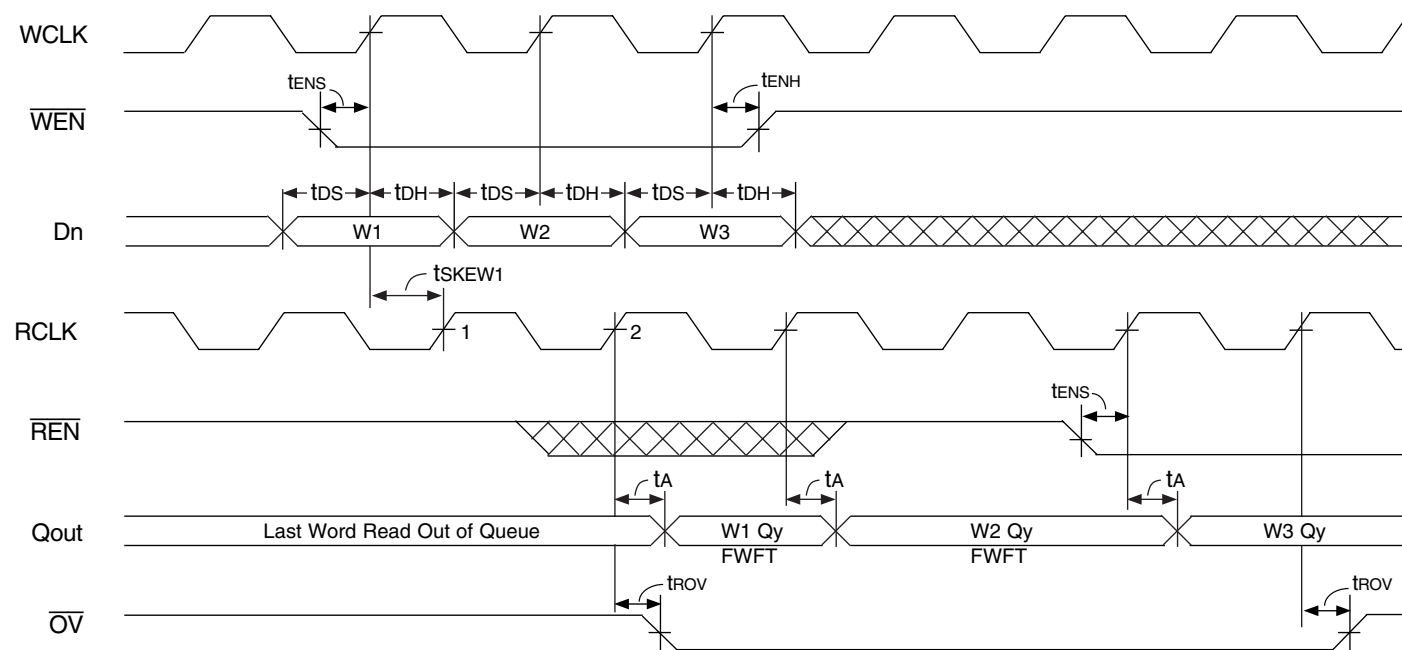 WCLK
tENS
tENH
WEN
tDS tDH tDS tDH tDS tDH
Dn W1 W2 W3
tSKEW1
RCLK 1 2
tENS
REN
tA tA tA
Qout Last Word Read Out of Queue W1 Qy W2 Qy W3 Qy
FWFT FWFT
tROV tROV
OV